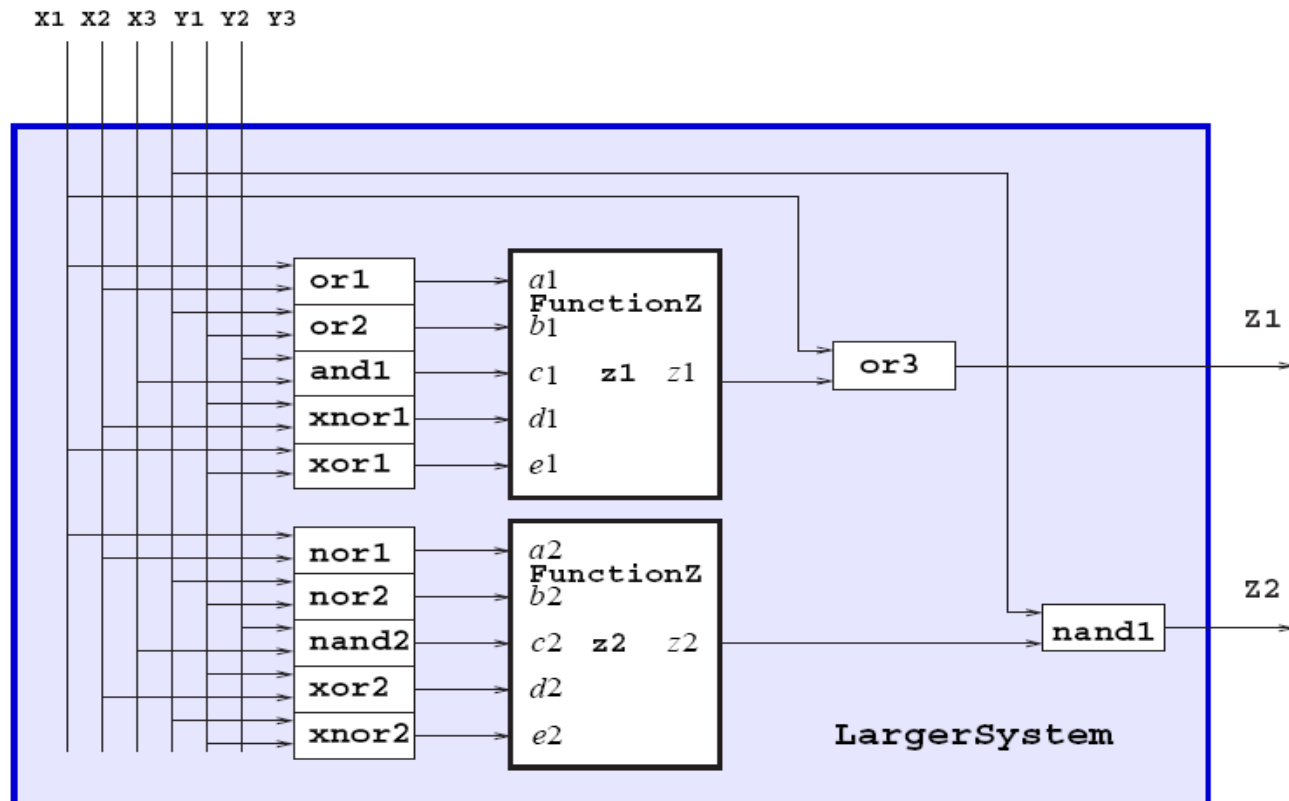 X1 X2 X3 Y1 Y2 Y3
or1
or2
and1
xnor1
xor1
a1
FunctionZ
b1
c1 z1 z1
d1
e1
or3
Z1
nor1
nor2
nand2
xor2
xnor2
a2
FunctionZ
b2
c2 z2 z2
d2
e2
nand1
Z2
LargerSystem